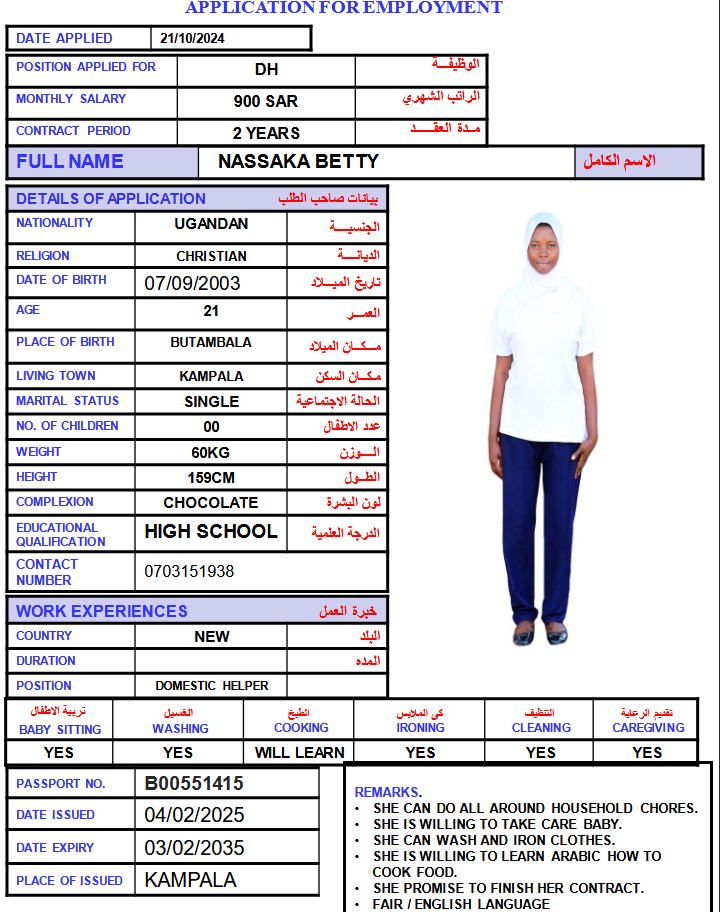 APPLICATION FOR EMPLOYMENT
DATE APPLIED 21/10/2024
POSITION APPLIED FOR DH الوظيفـــة
MONTHLY SALARY 900 SAR الراتب الشهري
CONTRACT PERIOD 2 YEARS مـدة العقـــد
FULL NAME NASSAKA BETTY الاسم الكامل
DETAILS OF APPLICATION بيانات صاحب الطلب
NATIONALITY UGANDAN الجنسيـــة
RELIGION CHRISTIAN الديانـــة
DATE OF BIRTH 07/09/2003 تاريخ الميـــلاد
AGE 21 العمـــر
PLACE OF BIRTH BUTAMBALA مـــكـــان الميلاد
LIVING TOWN KAMPALA مكـان السكن
MARITAL STATUS SINGLE الحالة الاجتماعية
NO. OF CHILDREN 00 عدد الاطفال
WEIGHT 60KG الـــوزن
HEIGHT 159CM الطـــول
COMPLEXION CHOCOLATE لون البشرة
EDUCATIONAL QUALIFICATION HIGH SCHOOL الدرجة العلمية
CONTACT NUMBER 0703151938
WORK EXPERIENCES خبرة العمل
COUNTRY NEW البلد
DURATION المده
POSITION DOMESTIC HELPER
تربية الاطفال الغسيل الطبخ كى الملابس التنظيف تقديم الرعاية
BABY SITTING WASHING COOKING IRONING CLEANING CAREGIVING
YES YES WILL LEARN YES YES YES
PASSPORT NO. B00551415
DATE ISSUED 04/02/2025
DATE EXPIRY 03/02/2035
PLACE OF ISSUED KAMPALA
REMARKS.
• SHE CAN DO ALL AROUND HOUSEHOLD CHORES.
• SHE IS WILLING TO TAKE CARE BABY.
• SHE CAN WASH AND IRON CLOTHES.
• SHE IS WILLING TO LEARN ARABIC HOW TO
COOK FOOD.
• SHE PROMISE TO FINISH HER CONTRACT.
• FAIR / ENGLISH LANGUAGE